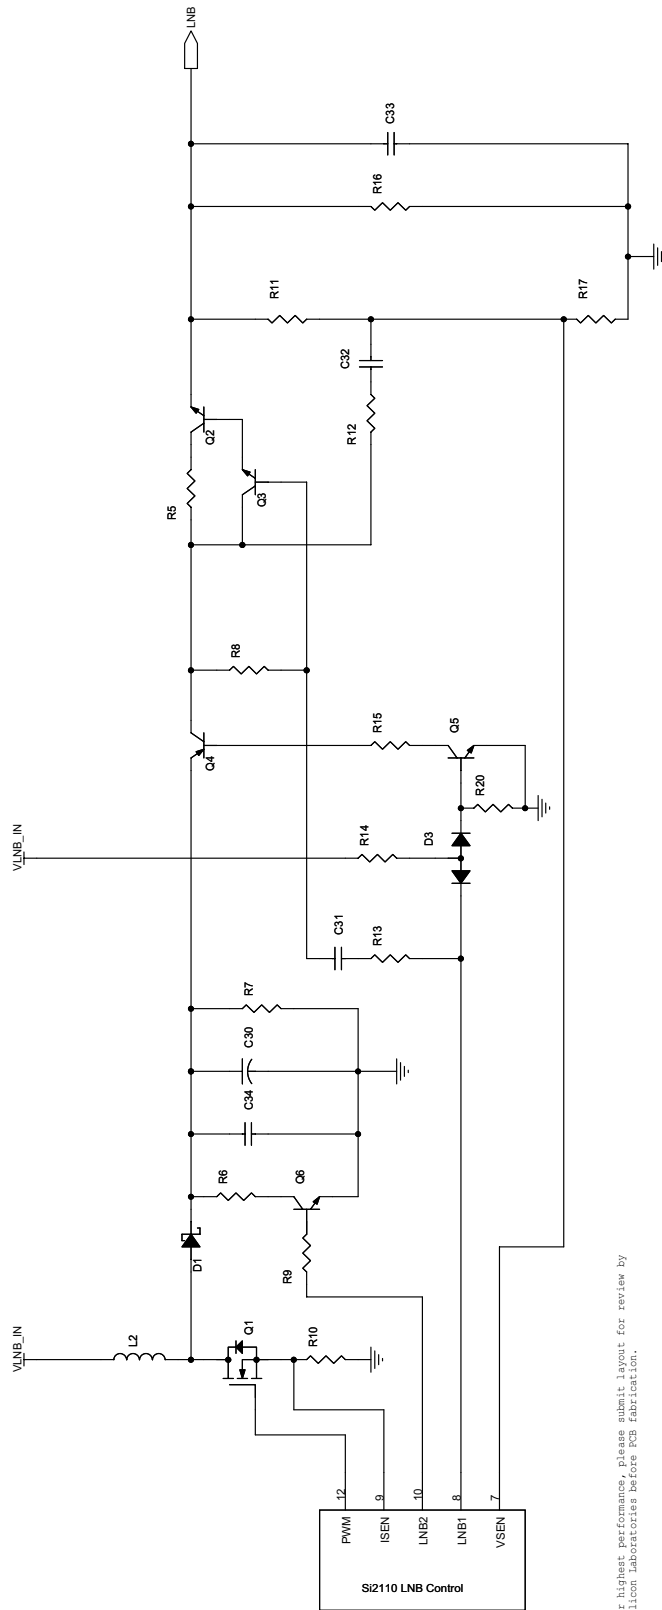 LNB
C33
R16
R11
R17
C32
R12
Q2
R5
Q3
R8
R15
Q5
Q4
R20
VLNB_IN
R14
D3
C31
R13
R7
C30
C34
R6
Q6
D1
R9
VLNB_IN
L2
Q1
R10
12
9
10
8
7
PWM
ISEN
LNB2
LNB1
VSEN
Si2110 LNB Control
highest performance, please submit layout for review by
Laboratories before PCB fabrication.